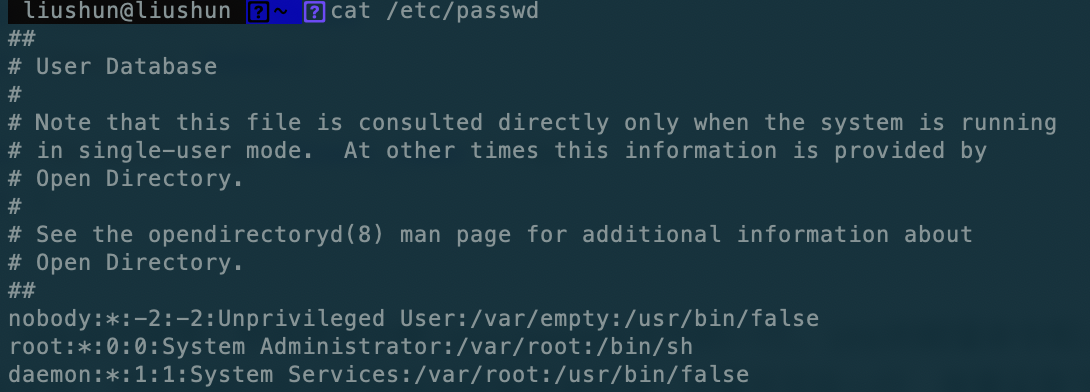 liushun@liushun ~ cat /etc/passwd
##
# User Database
#
# Note that this file is consulted directly only when the system is running
# in single-user mode.  At other times this information is provided by
# Open Directory.
#
# See the opendirectoryd(8) man page for additional information about
# Open Directory.
##
nobody:*:-2:-2:Unprivileged User:/var/empty:/usr/bin/false
root:*:0:0:System Administrator:/var/root:/bin/sh
daemon:*:1:1:System Services:/var/root:/usr/bin/false